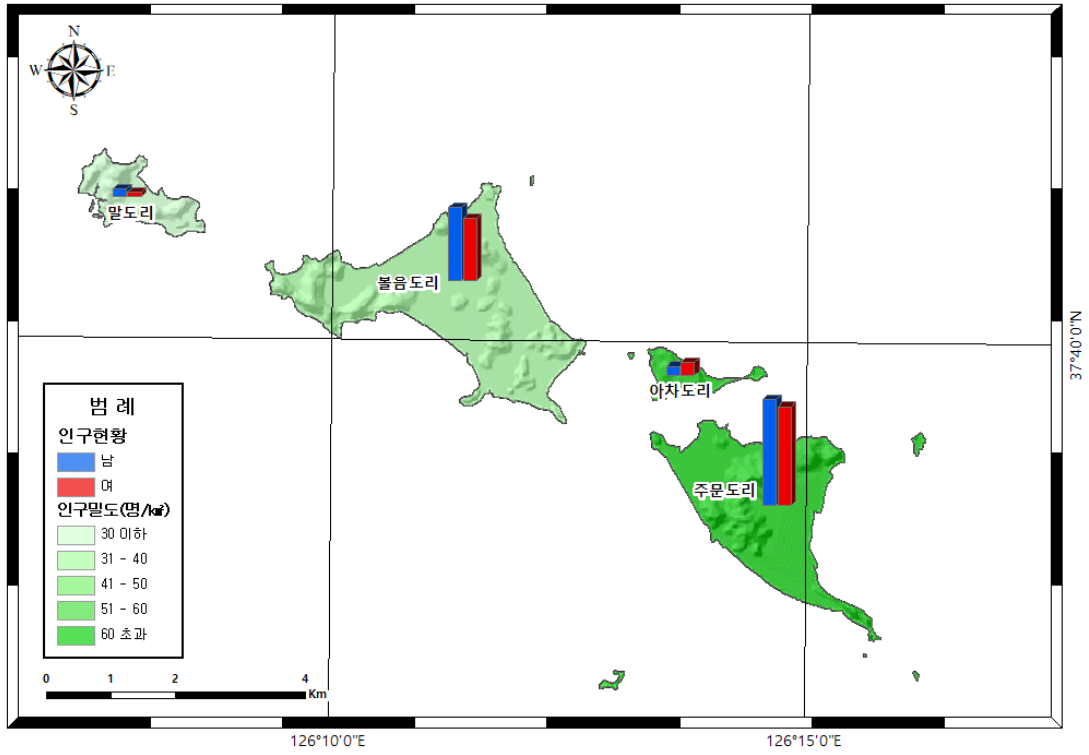 N
W E
S
말도리
볼음도리
아차도리
주문도리
37°40'0"N
범 례
인구현황
남
여
인구밀도(명/㎢)
30 이하
31 - 40
41 - 50
51 - 60
60 초과
0 1 2 4
Km
126°10'0"E
126°15'0"E